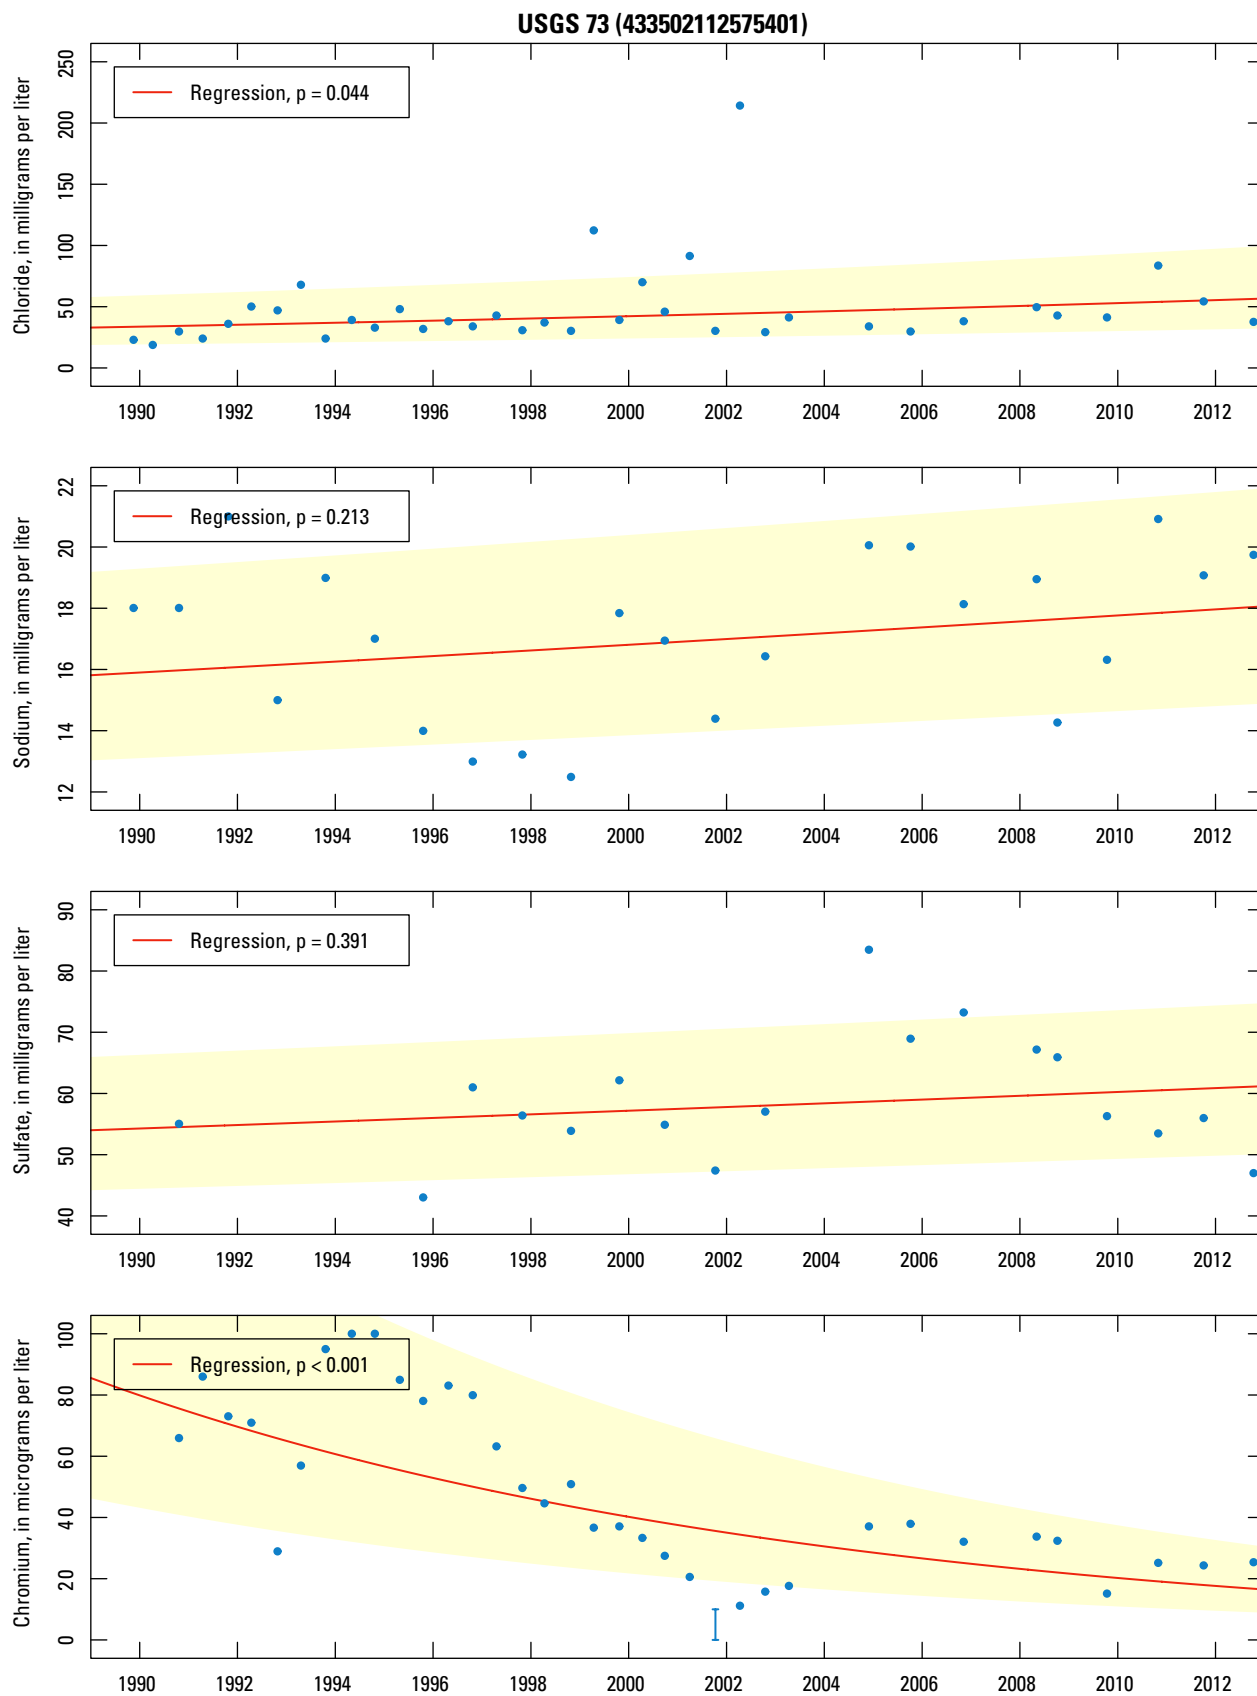 USGS 73 (433502112575401)
Chloride, in milligrams per liter
250
200
150
100
50
0
Regression, p = 0.044
1990 1992 1994 1996 1998 2000 2002 2004 2006 2008 2010 2012
Sodium, in milligrams per liter
22
20
18
16
14
12
Regression, p = 0.213
1990 1992 1994 1996 1998 2000 2002 2004 2006 2008 2010 2012
Sulfate, in milligrams per liter
90
80
70
60
50
40
Regression, p = 0.391
1990 1992 1994 1996 1998 2000 2002 2004 2006 2008 2010 2012
Chromium, in micrograms per liter
100
80
60
40
20
0
Regression, p < 0.001
1990 1992 1994 1996 1998 2000 2002 2004 2006 2008 2010 2012